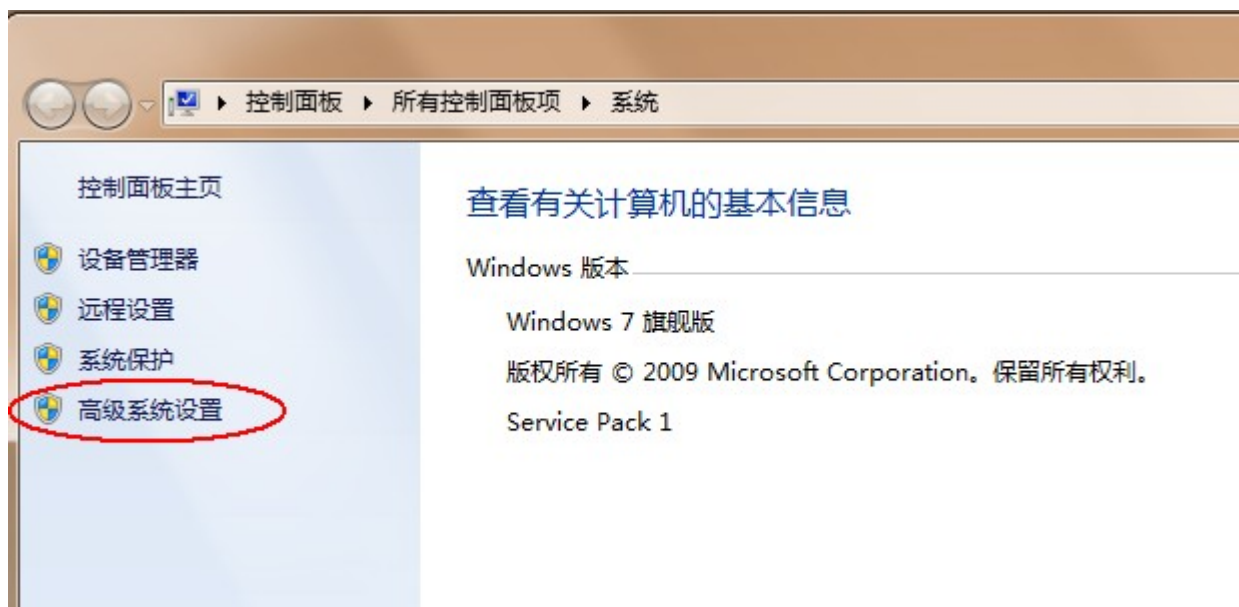 控制面板 所有控制面板项 系统
控制面板主页
设备管理器
远程设置
系统保护
高级系统设置
查看有关计算机的基本信息
Windows 版本
Windows 7 旗舰版
版权所有 © 2009 Microsoft Corporation。保留所有权利。
Service Pack 1